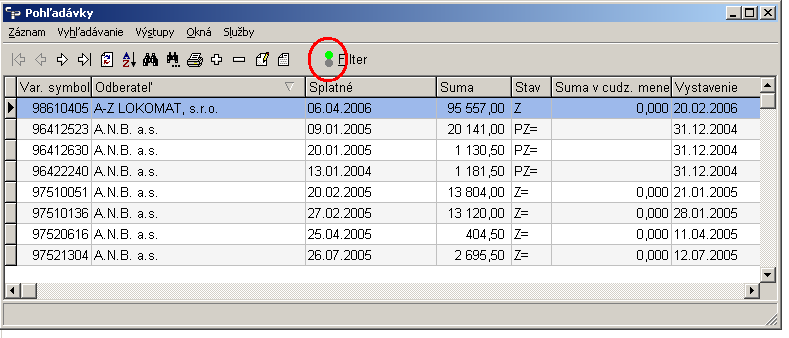 Pohľadávky
Záznam Vyhľadávanie Výstupy Okná Služby
Filter
Var. symbol Odberateľ Splatné Suma Stav Suma v cudz. mene Vystavenie
98610405 A-Z LOKOMAT, s.r.o. 06.04.2006 95 557,00 Z 0,000 20.02.2006
96412523 A.N.B. a.s. 09.01.2005 20 141,00 PZ= 31.12.2004
96412630 A.N.B. a.s. 20.01.2005 1 130,50 PZ= 31.12.2004
96422240 A.N.B. a.s. 13.01.2004 1 181,50 PZ= 31.12.2004
97510051 A.N.B. a.s. 20.02.2005 13 804,00 Z= 0,000 21.01.2005
97510136 A.N.B. a.s. 27.02.2005 13 120,00 Z= 0,000 28.01.2005
97520616 A.N.B. a.s. 25.04.2005 404,50 Z= 0,000 11.04.2005
97521304 A.N.B. a.s. 26.07.2005 2 695,50 Z= 0,000 12.07.2005